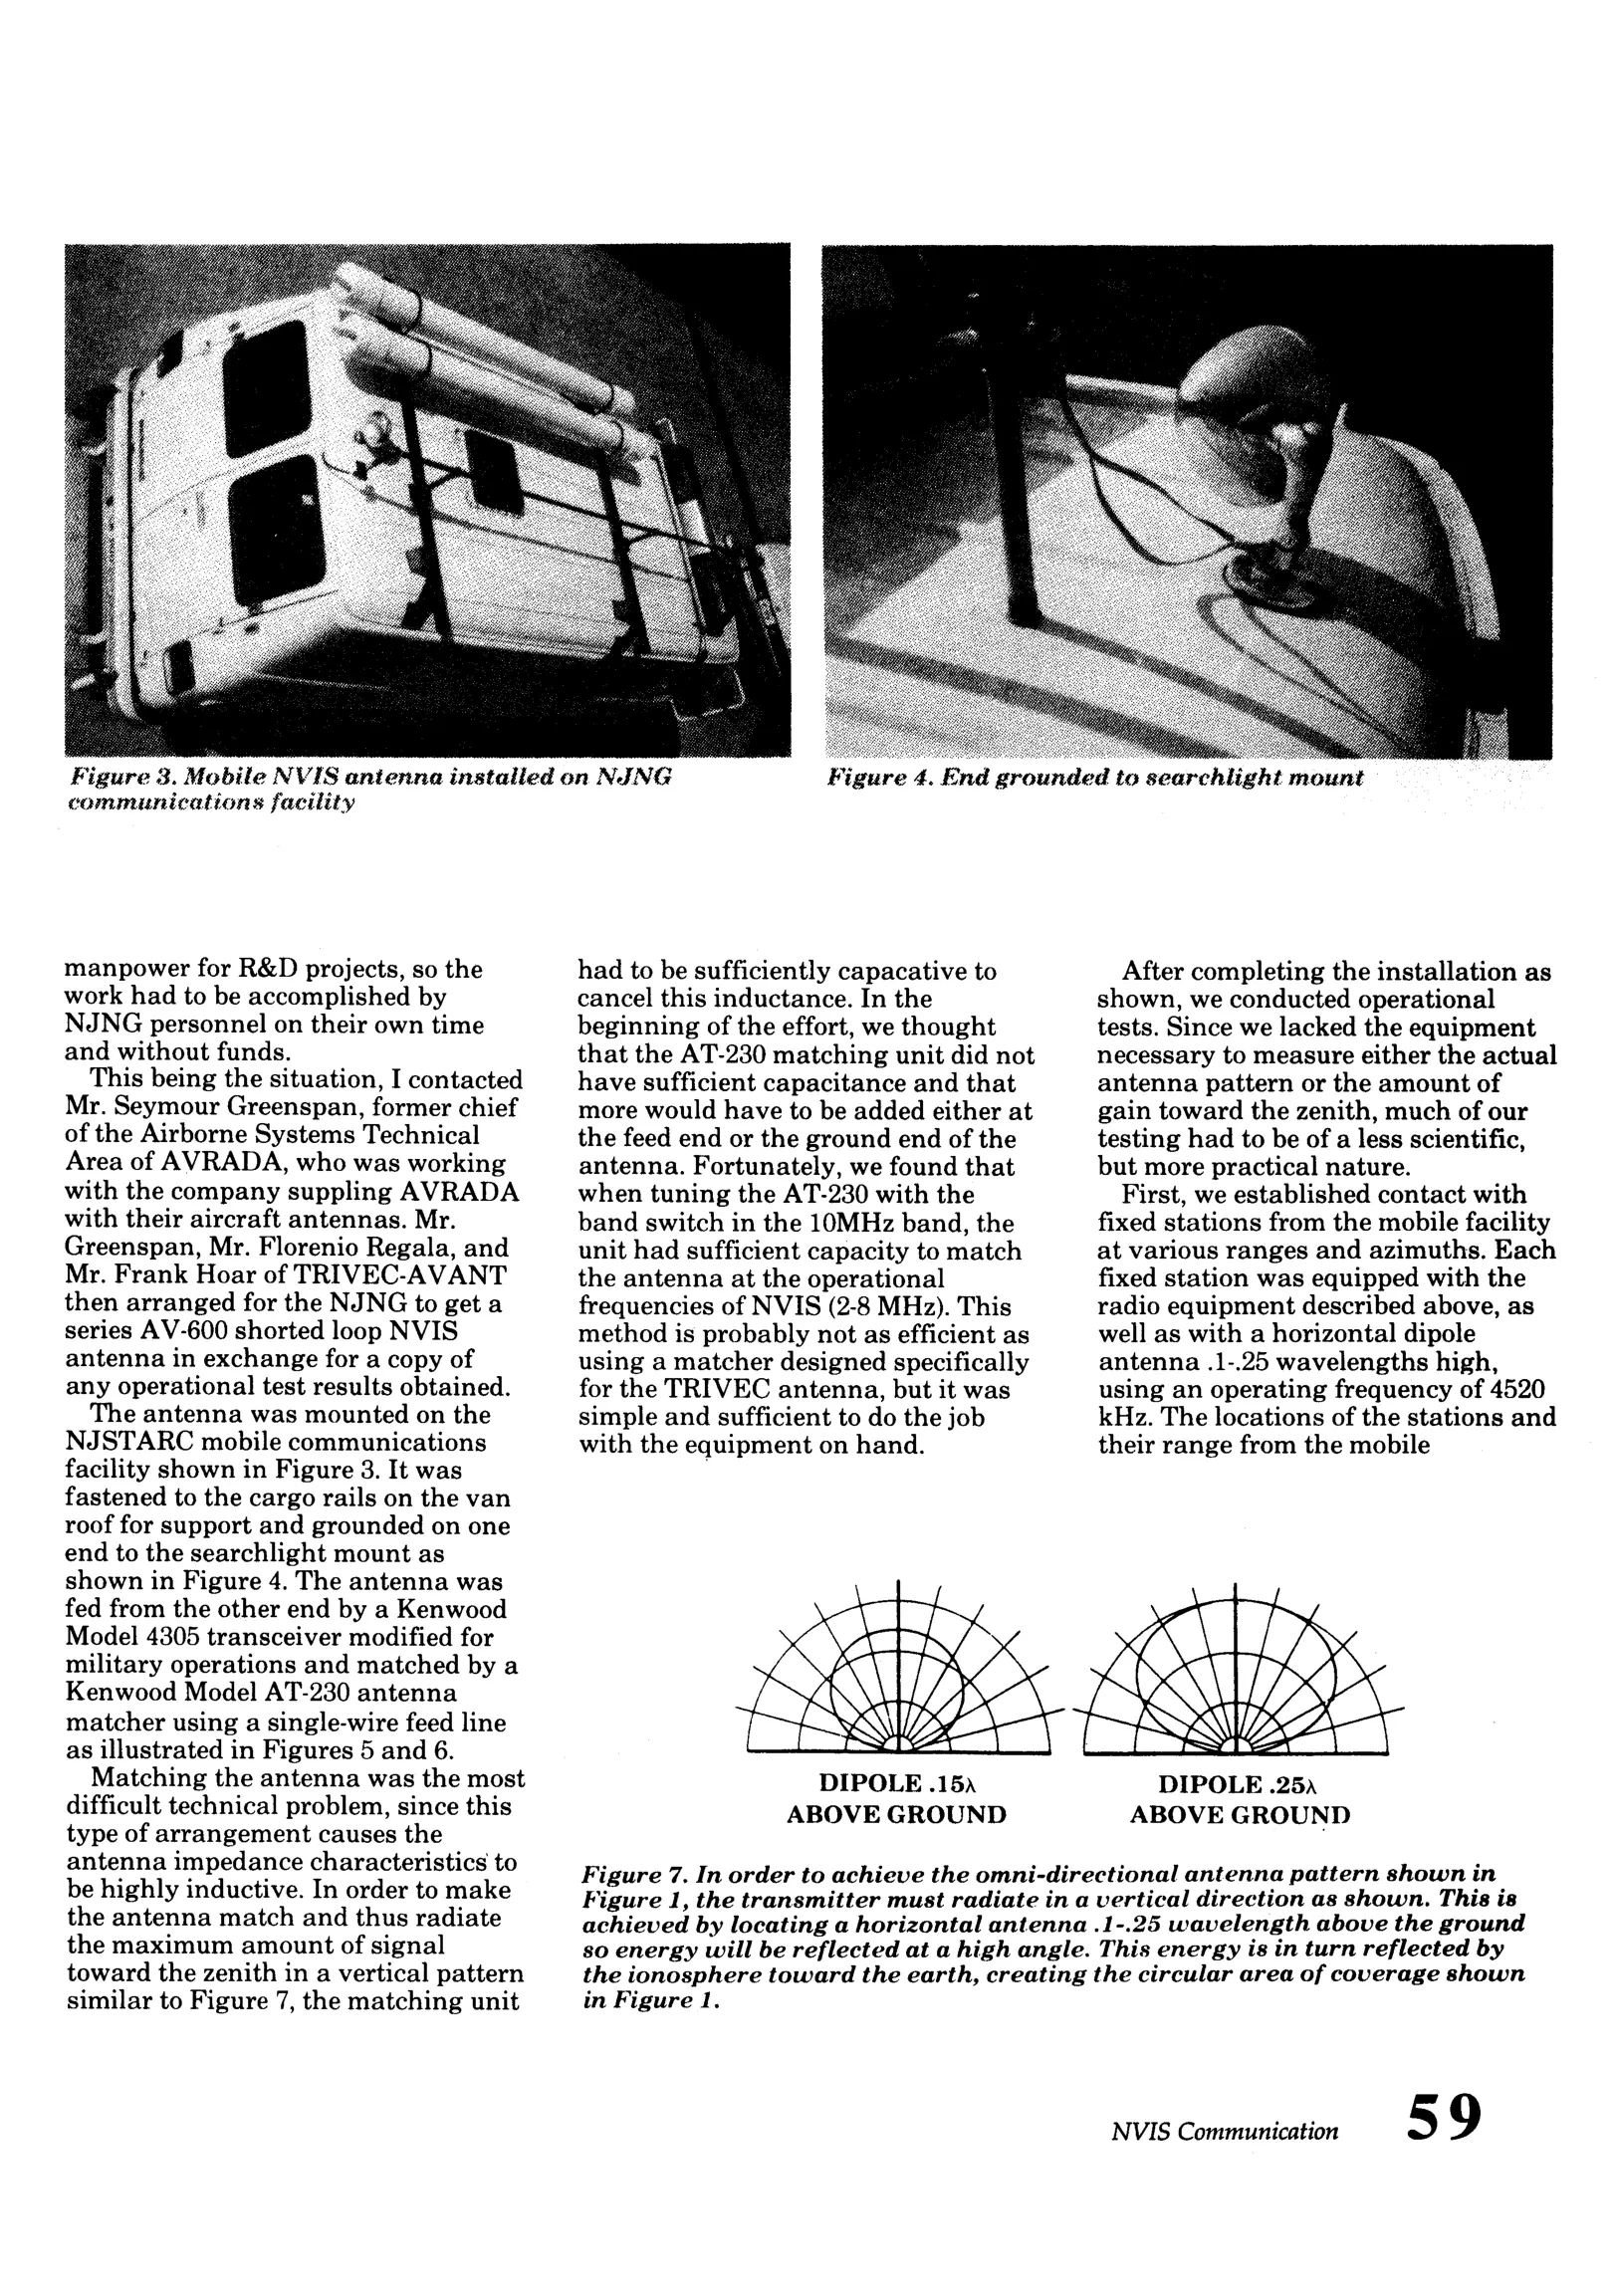 Figure 3. Mobile NVIS antenna installed on NJNG
communications facility
Figure 4. End grounded to searchlight mount
manpower for R&D projects, so the
work had to be accomplished by
NJNG personnel on their own time
and without funds.
This being the situation, I contacted
Mr. Seymour Greenspan, former chief
of the Airborne Systems Technical
Area of AVRADA, who was working
with the company suppling AVRADA
with their aircraft antennas. Mr.
Greenspan, Mr. Florenio Regala, and
Mr. Frank Hoar of TRIVEC-AVANT
then arranged for the NJNG to get a
series AV-600 shorted loop NVIS
antenna in exchange for a copy of
any operational test results obtained.
The antenna was mounted on the
NJSTARC mobile communications
facility shown in Figure 3. It was
fastened to the cargo rails on the van
roof for support and grounded on one
end to the searchlight mount as
shown in Figure 4. The antenna was
fed from the other end by a Kenwood
Model 4305 transceiver modified for
military operations and matched by a
Kenwood Model AT-230 antenna
matcher using a single-wire feed line
as illustrated in Figures 5 and 6.
Matching the antenna was the most
difficult technical problem, since this
type of arrangement causes the
antenna impedance characteristics to
be highly inductive. In order to make
the antenna match and thus radiate
the maximum amount of signal
toward the zenith in a vertical pattern
similar to Figure 7, the matching unit
had to be sufficiently capacative to
cancel this inductance. In the
beginning of the effort, we thought
that the AT-230 matching unit did not
have sufficient capacitance and that
more would have to be added either at
the feed end or the ground end of the
antenna. Fortunately, we found that
when tuning the AT-230 with the
band switch in the 10MHz band, the
unit had sufficient capacity to match
the antenna at the operational
frequencies of NVIS (2-8 MHz). This
method is probably not as efficient as
using a matcher designed specifically
for the TRIVEC antenna, but it was
simple and sufficient to do the job
with the equipment on hand.
After completing the installation as
shown, we conducted operational
tests. Since we lacked the equipment
necessary to measure either the actual
antenna pattern or the amount of
gain toward the zenith, much of our
testing had to be of a less scientific,
but more practical nature.
First, we established contact with
fixed stations from the mobile facility
at various ranges and azimuths. Each
fixed station was equipped with the
radio equipment described above, as
well as with a horizontal dipole
antenna .1-.25 wavelengths high,
using an operating frequency of 4520
kHz. The locations of the stations and
their range from the mobile
DIPOLE .15λ
ABOVE GROUND
DIPOLE .25λ
ABOVE GROUND
Figure 7. In order to achieve the omni-directional antenna pattern shown in
Figure 1, the transmitter must radiate in a vertical direction as shown. This is
achieved by locating a horizontal antenna .1-.25 wavelength above the ground
so energy will be reflected at a high angle. This energy is in turn reflected by
the ionosphere toward the earth, creating the circular area of coverage shown
in Figure 1.
NVIS Communication 59